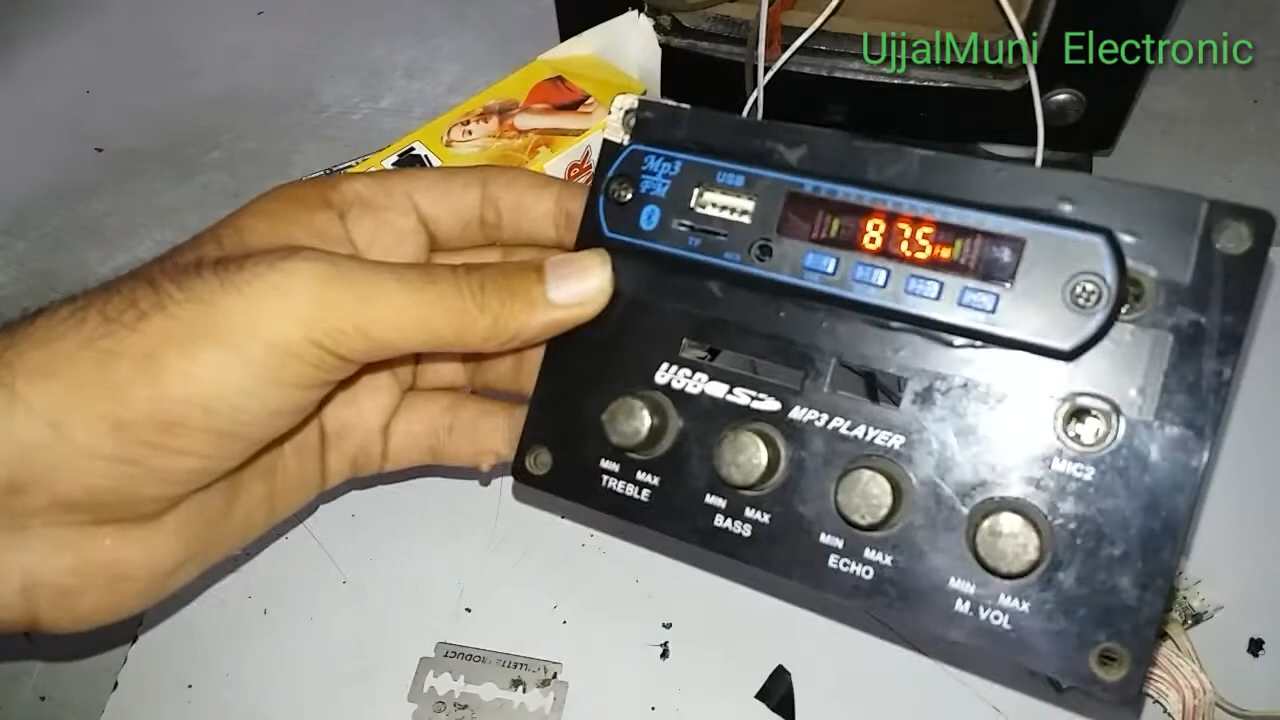 UjjalMuni Electronic
Mp3
FM
USB
TF
87.5
USB SD MP3 PLAYER
MIC2
MIN MAX
TREBLE
MIN MAX
BASS
MIN MAX
ECHO
MIN MAX
M. VOL
PRODUCT